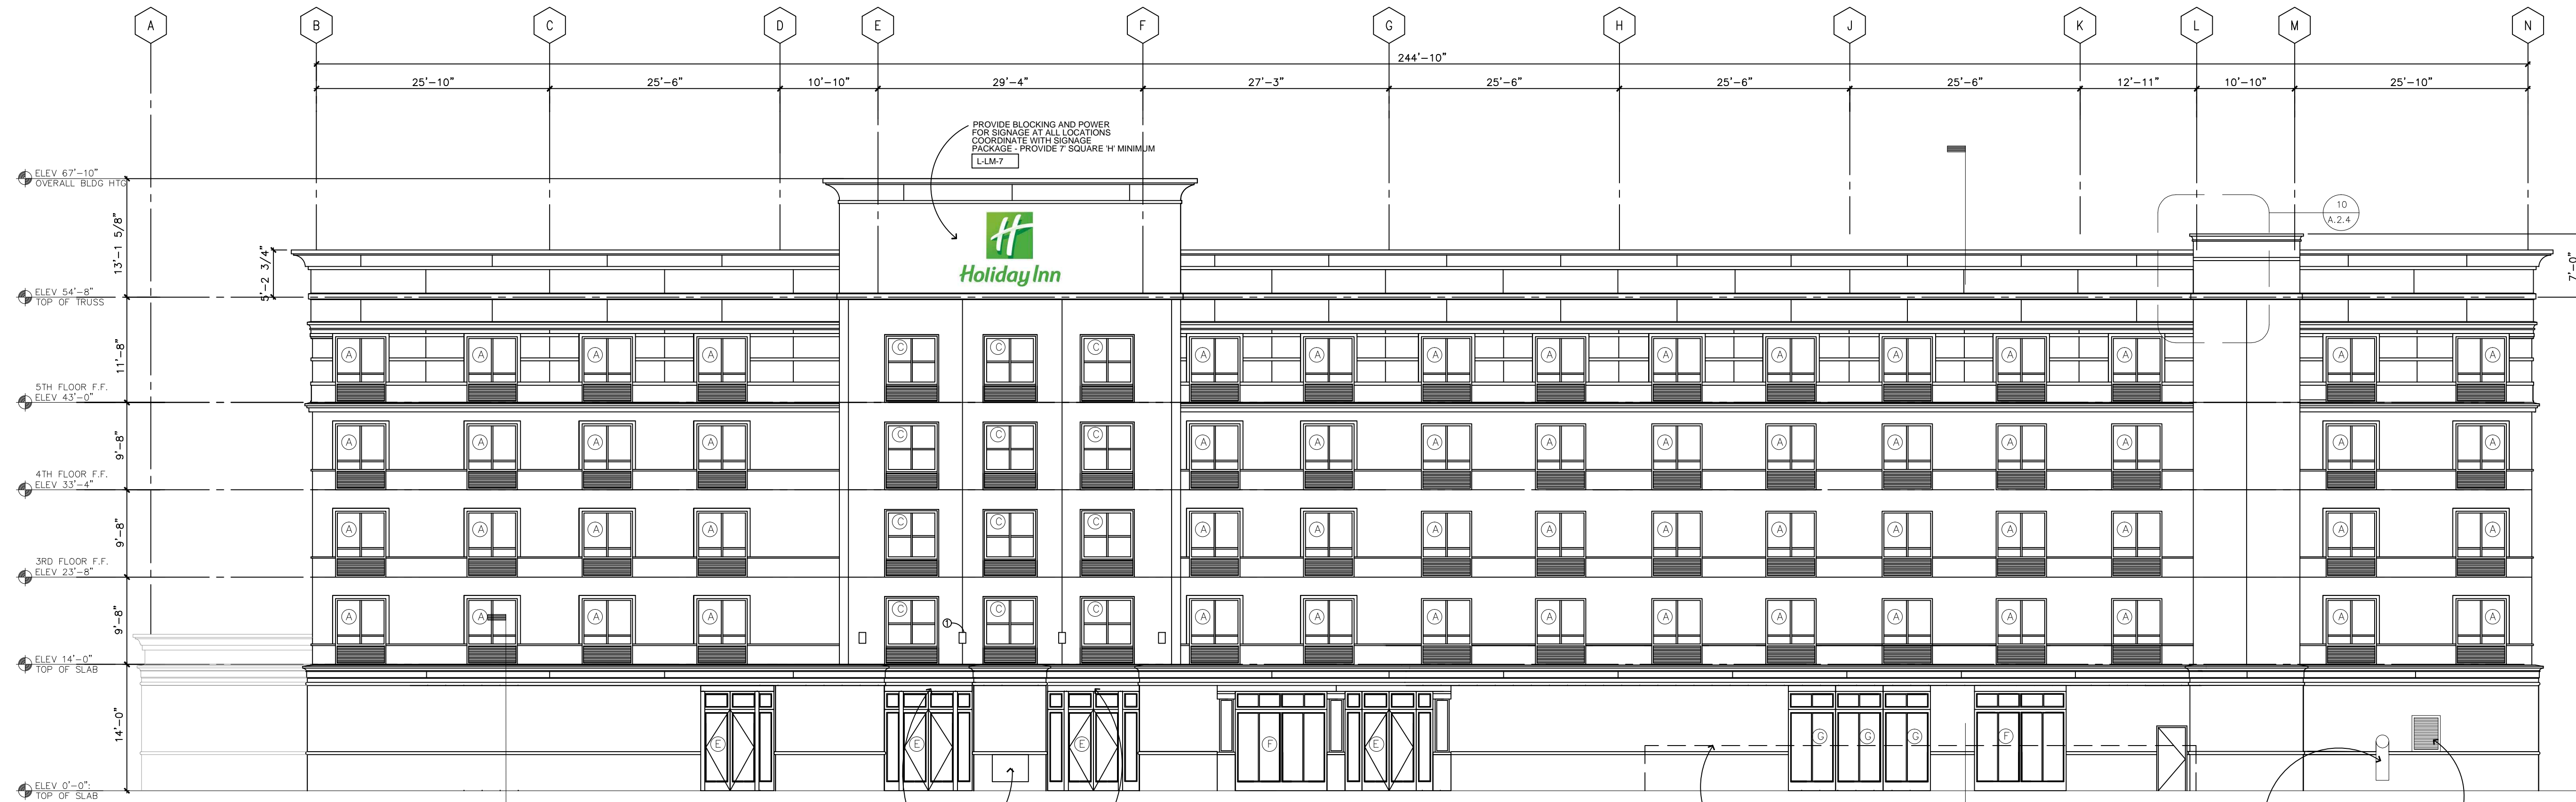 A B C D E F G H J K L M N
244'-10"
25'-10" 25'-6" 10'-10" 29'-4" 27'-3" 25'-6" 25'-6" 25'-6" 12'-11" 10'-10" 25'-10"
PROVIDE BLOCKING AND POWER
FOR SIGNAGE AT ALL LOCATIONS
COORDINATE WITH SIGNAGE
PACKAGE - PROVIDE 7' SQUARE 'H' MINIMUM
L-LM-7
ELEV 67'-10"
OVERALL BLDG HTG
10
A.2.4
13'-1 5/8"
5'-2 3/4"
H
Holiday Inn
7'-0"
ELEV 54'-8"
TOP OF TRUSS
11'-8"
A A A A C C C A A A A A A A A A A A
5TH FLOOR F.F.
ELEV 43'-0"
9'-8"
A A A A C C C A A A A A A A A A A A
4TH FLOOR F.F.
ELEV 33'-4"
9'-8"
A A A A C C C A A A A A A A A A A A
3RD FLOOR F.F.
ELEV 23'-8"
9'-8"
A A A A C C C A A A A A A A A A A A
1
ELEV 14'-0"
TOP OF SLAB
14'-0"
E E E F E G G G F
ELEV 0'-0":
TOP OF SLAB